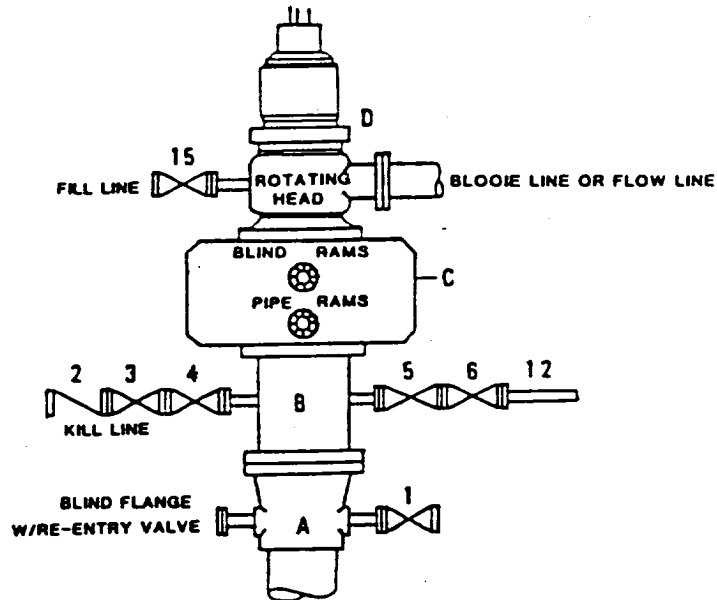 D
15
FILL LINE
ROTATING
HEAD
BLOOIE LINE OR FLOW LINE
BLIND RAMS
C
PIPE RAMS
2 3 4
5 6 12
B
KILL LINE
BLIND FLANGE
W/RE-ENTRY VALVE
A
1